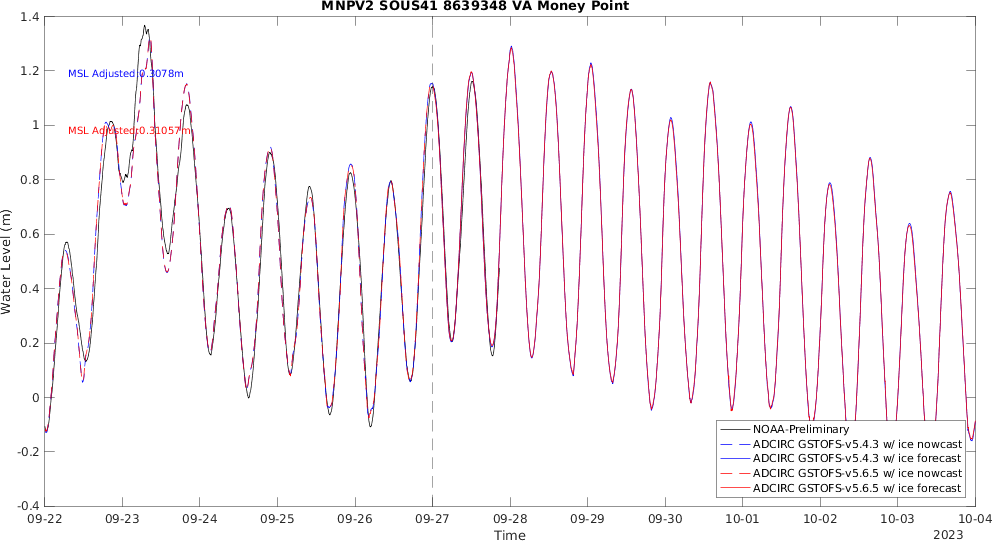 MNPV2 SOUS41 8639348 VA Money Point
1.4
1.2
1
0.8
0.6
0.4
0.2
0
-0.2
-0.4
Water Level (m)
MSL Adjusted:0.3078m
MSL Adjusted:0.31057m
NOAA-Preliminary
ADCIRC GSTOFS-v5.4.3 w/ ice nowcast
ADCIRC GSTOFS-v5.4.3 w/ ice forecast
ADCIRC GSTOFS-v5.6.5 w/ ice nowcast
ADCIRC GSTOFS-v5.6.5 w/ ice forecast
09-22 09-23 09-24 09-25 09-26 09-27 09-28 09-29 09-30 10-01 10-02 10-03 10-04
Time
2023